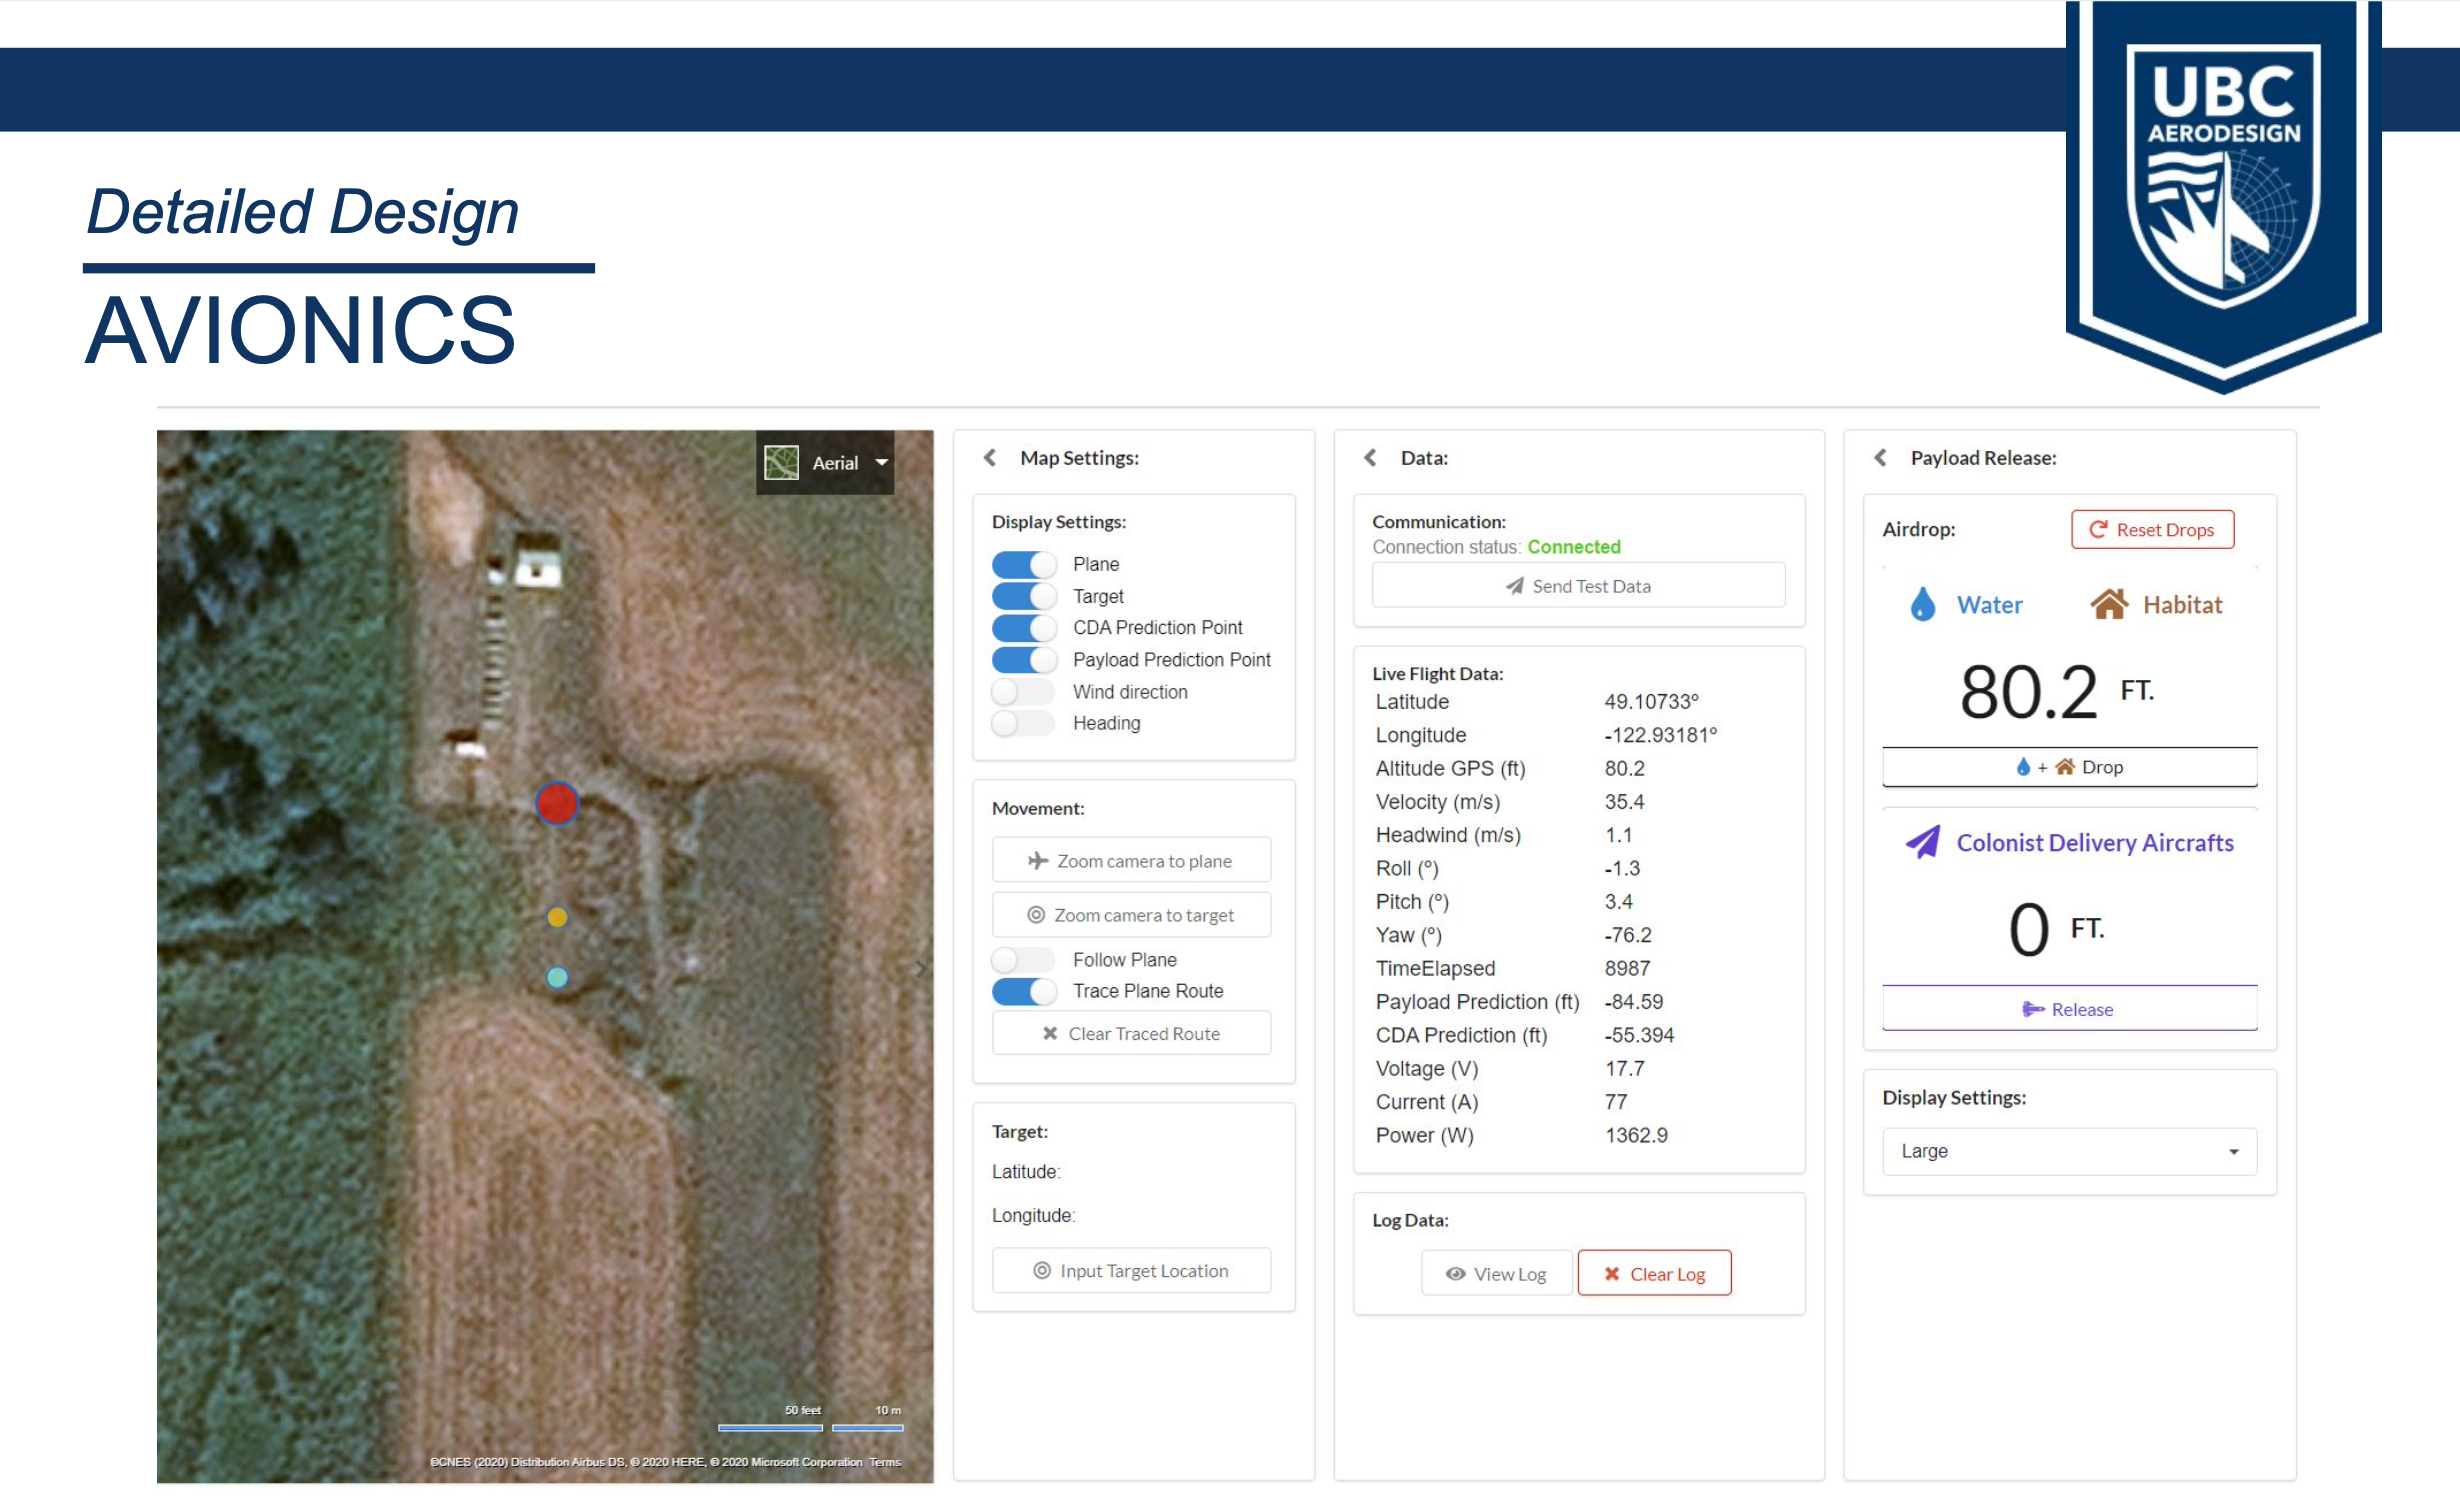 UBC
AERODESIGN
Detailed Design
AVIONICS
Aerial
50 feet 10 m
©CNES (2020) Distribution Airbus DS, © 2020 HERE, © 2020 Microsoft Corporation Terms
Map Settings:
Display Settings:
Plane
Target
CDA Prediction Point
Payload Prediction Point
Wind direction
Heading
Movement:
Zoom camera to plane
Zoom camera to target
Follow Plane
Trace Plane Route
Clear Traced Route
Target:
Latitude:
Longitude:
Input Target Location
Data:
Communication:
Connection status: Connected
Send Test Data
Live Flight Data:
Latitude 49.10733º
Longitude -122.93181º
Altitude GPS (ft) 80.2
Velocity (m/s) 35.4
Headwind (m/s) 1.1
Roll (º) -1.3
Pitch (º) 3.4
Yaw (º) -76.2
TimeElapsed 8987
Payload Prediction (ft) -84.59
CDA Prediction (ft) -55.394
Voltage (V) 17.7
Current (A) 77
Power (W) 1362.9
Log Data:
View Log Clear Log
Payload Release:
Airdrop: Reset Drops
Water Habitat
80.2 FT.
+ Drop
Colonist Delivery Aircrafts
0 FT.
Release
Display Settings:
Large